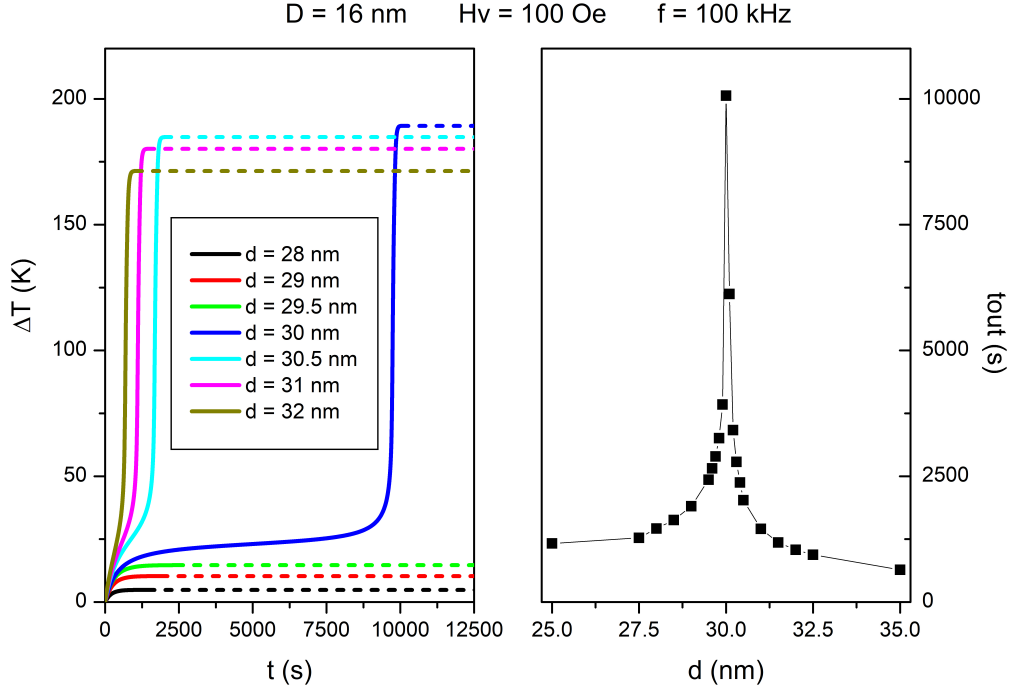 D = 16 nm Hv = 100 Oe f = 100 kHz
200
150
100
50
0
ΔT (K)
d = 28 nm
d = 29 nm
d = 29.5 nm
d = 30 nm
d = 30.5 nm
d = 31 nm
d = 32 nm
0 2500 5000 7500 10000 12500
t (s)
10000
7500
5000
2500
0
tout (s)
25.0 27.5 30.0 32.5 35.0
d (nm)